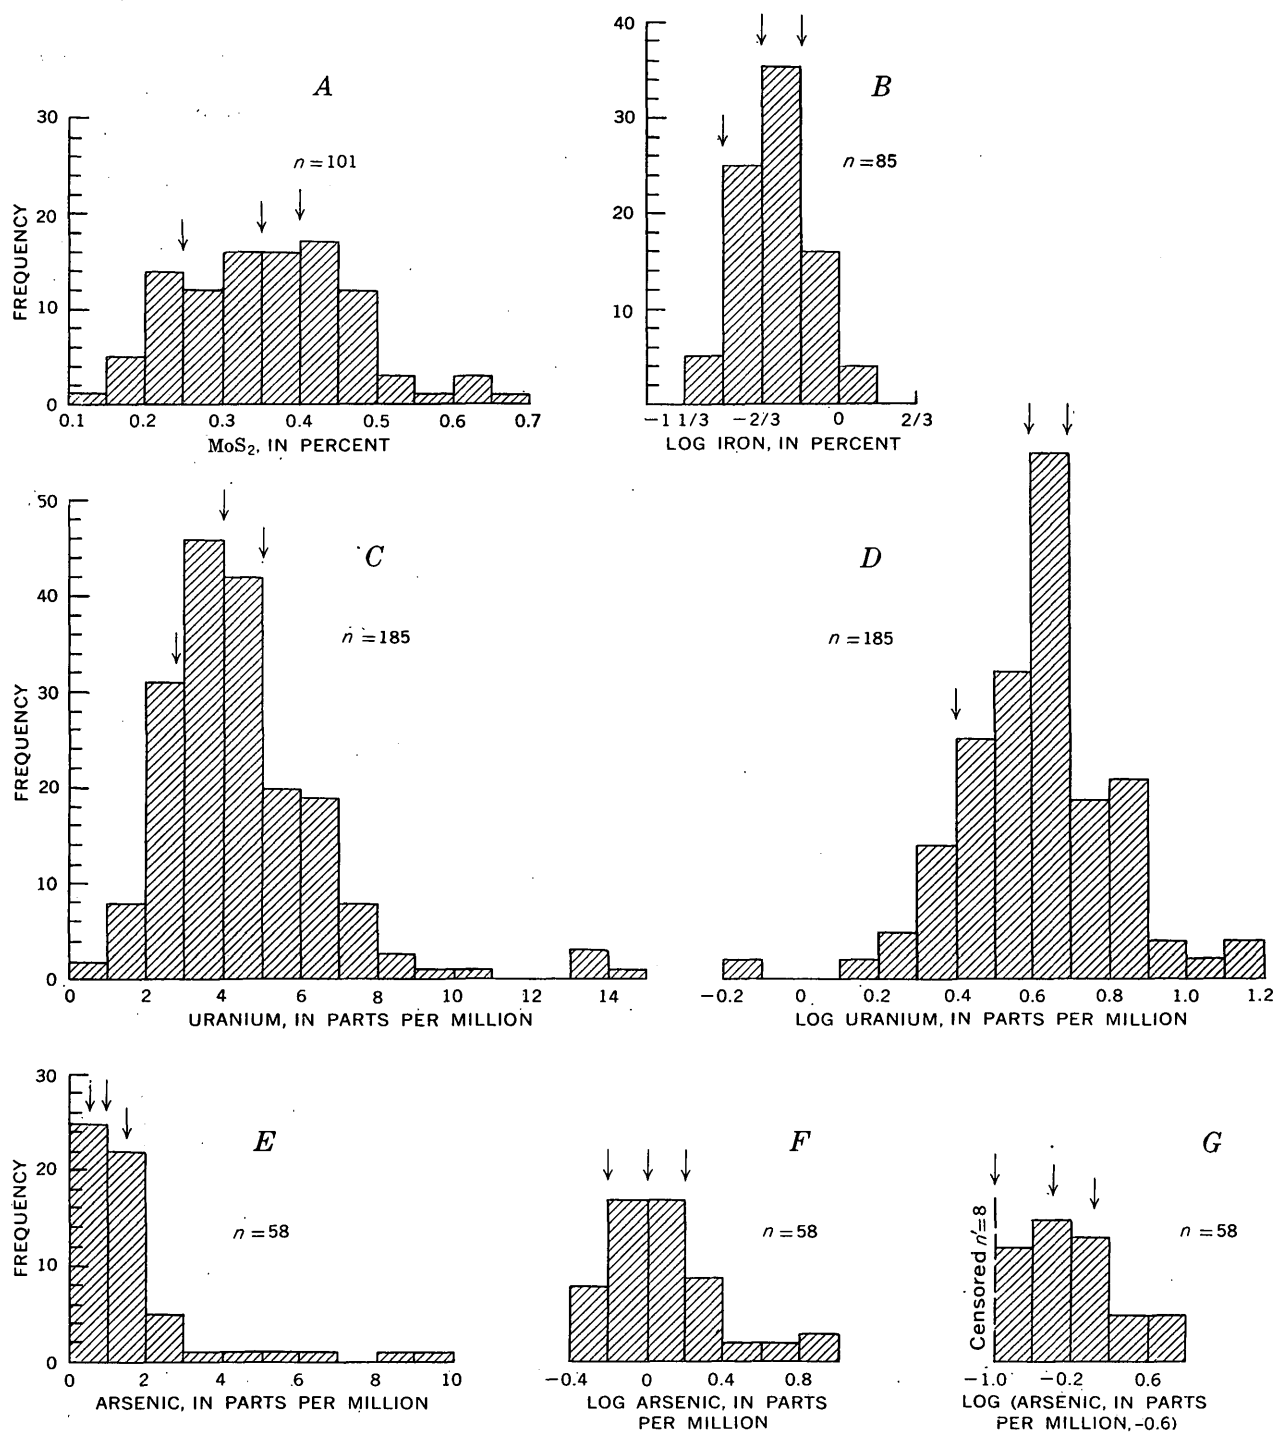 A
30
n=101
20
10
0
FREQUENCY
0.1 0.2 0.3 0.4 0.5 0.6 0.7
MoS2, IN PERCENT
B
40
30
n=85
20
10
−1 1/3 −2/3 0 2/3
LOG IRON, IN PERCENT
C
50
40
n=185
30
20
10
0
FREQUENCY
0 2 4 6 8 10 12 14
URANIUM, IN PARTS PER MILLION
D
n=185
−0.2 0 0.2 0.4 0.6 0.8 1.0 1.2
LOG URANIUM, IN PARTS PER MILLION
E
30
20
n=58
10
0
FREQUENCY
0 2 4 6 8 10
ARSENIC, IN PARTS PER MILLION
F
n=58
−0.4 0 0.4 0.8
LOG ARSENIC, IN PARTS
PER MILLION
G
n=58
Censored n'=8
−1.0 −0.2 0.6
LOG (ARSENIC, IN PARTS
PER MILLION,-0.6)